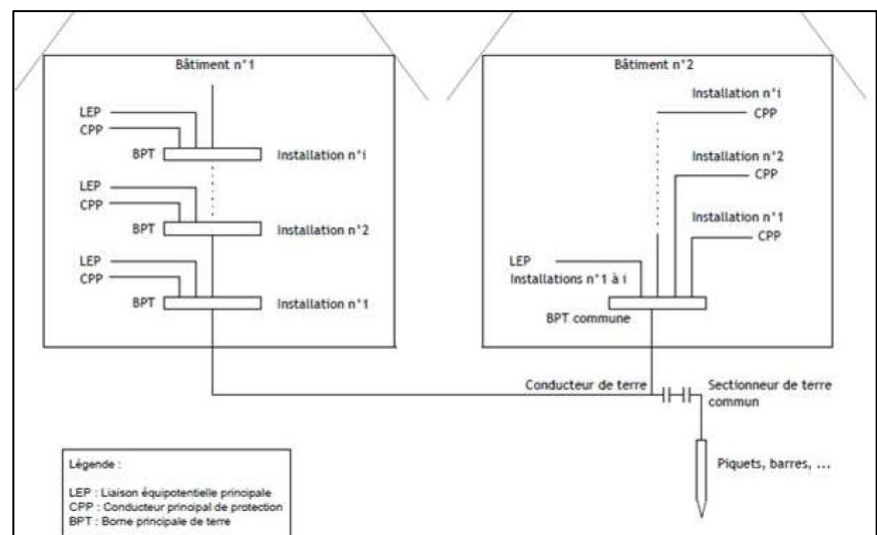 Bâtiment n°1
LEP
CPP
BPT
Installation n°i
LEP
CPP
BPT
Installation n°2
LEP
CPP
BPT
Installation n°1
Bâtiment n°2
Installation n°i
CPP
Installation n°2
CPP
Installation n°1
CPP
LEP
Installations n°1 à i
BPT commune
Conducteur de terre
Sectionneur de terre
commun
Piquets, barres, ...
Légende :
LEP : Liaison équipotentielle principale
CPP : Conducteur principal de protection
BPT : Borne principale de terre